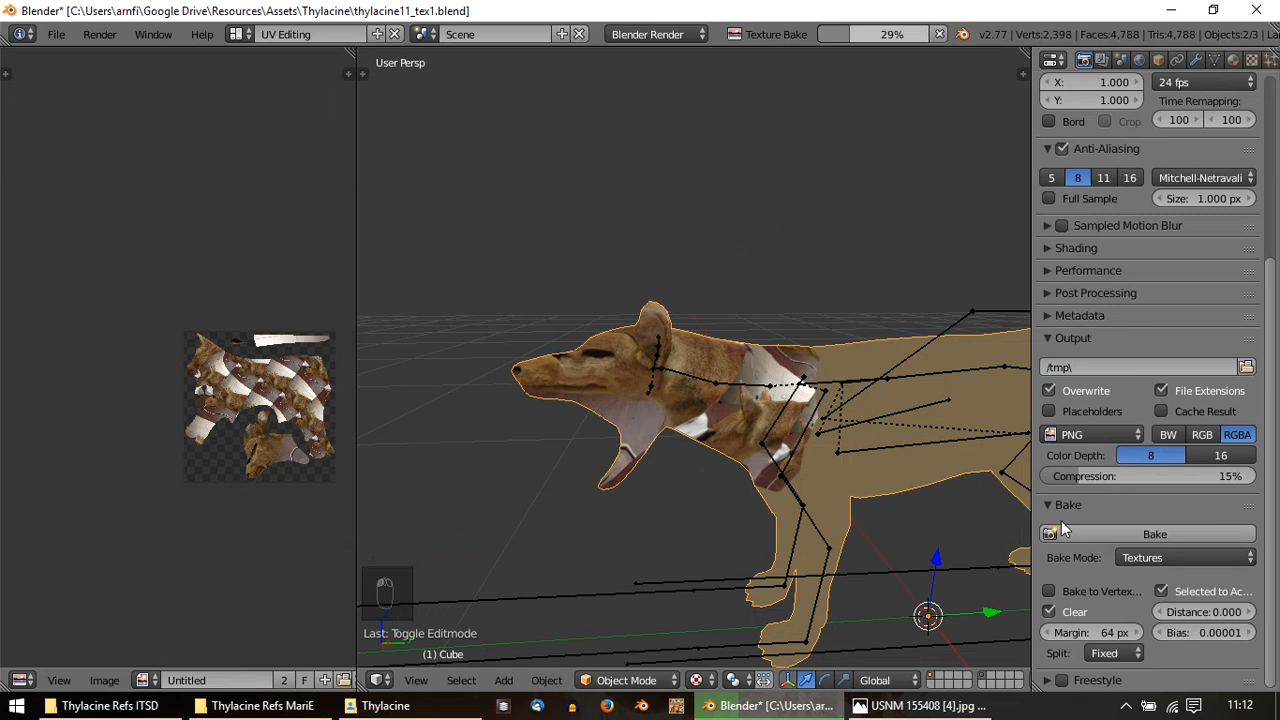 Blender* [C:\Users\arnfi\Google Drive\Resources\Assets\Thylacine\thylacine11_tex1.blend]
File Render Window Help UV Editing Scene Blender Render Texture Bake 29% v2.77 | Verts:2,398 | Faces:4,788 | Tris:4,788 | Objects:2/3 | La
User Persp
X: 1.000 24 fps
Y: 1.000 Time Remapping:
Bord Crop 100 100
Anti-Aliasing
5 8 11 16 Mitchell-Netravali
Full Sample Size: 1.000 px
Sampled Motion Blur
Shading
Performance
Post Processing
Metadata
Output
/tmp\
Overwrite File Extensions
Placeholders Cache Result
PNG BW RGB RGBA
Color Depth: 8 16
Compression: 15%
Bake
Bake
Bake Mode: Textures
Bake to Vertex... Selected to Ac...
Clear Distance: 0.000
Margin: 64 px Bias: 0.00001
Split: Fixed
Freestyle
Last: Toggle Editmode
(1) Cube
View Image Untitled 2 F View Select Add Object Object Mode Global
Thylacine Refs ITSD Thylacine Refs MariE Thylacine Blender* [C:\Users\ar... USNM 155408 [4].jpg ... 11:12